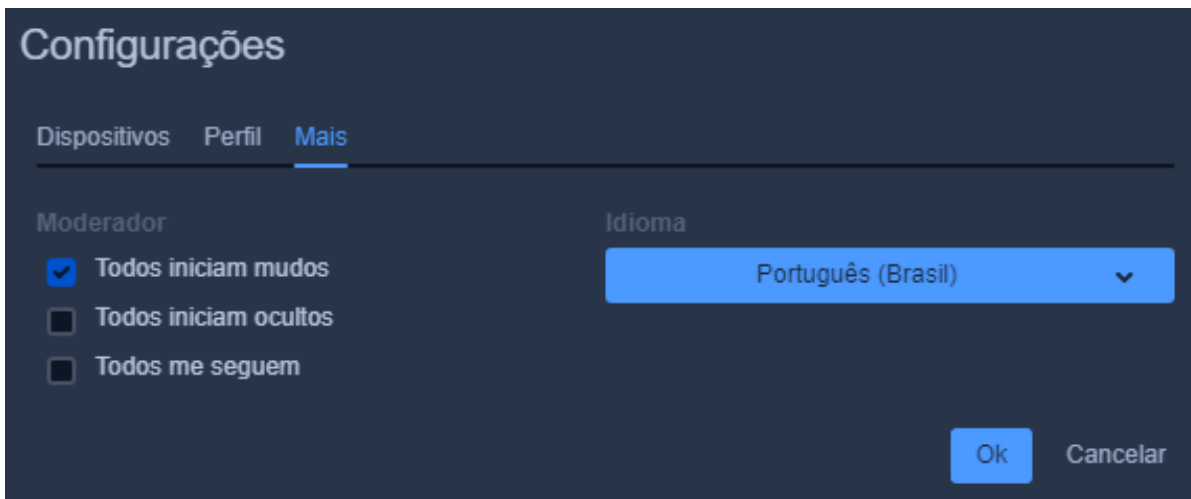 Configurações
Dispositivos Perfil Mais
Moderador
Todos iniciam mudos
Todos iniciam ocultos
Todos me seguem
Idioma
Português (Brasil)
Ok Cancelar